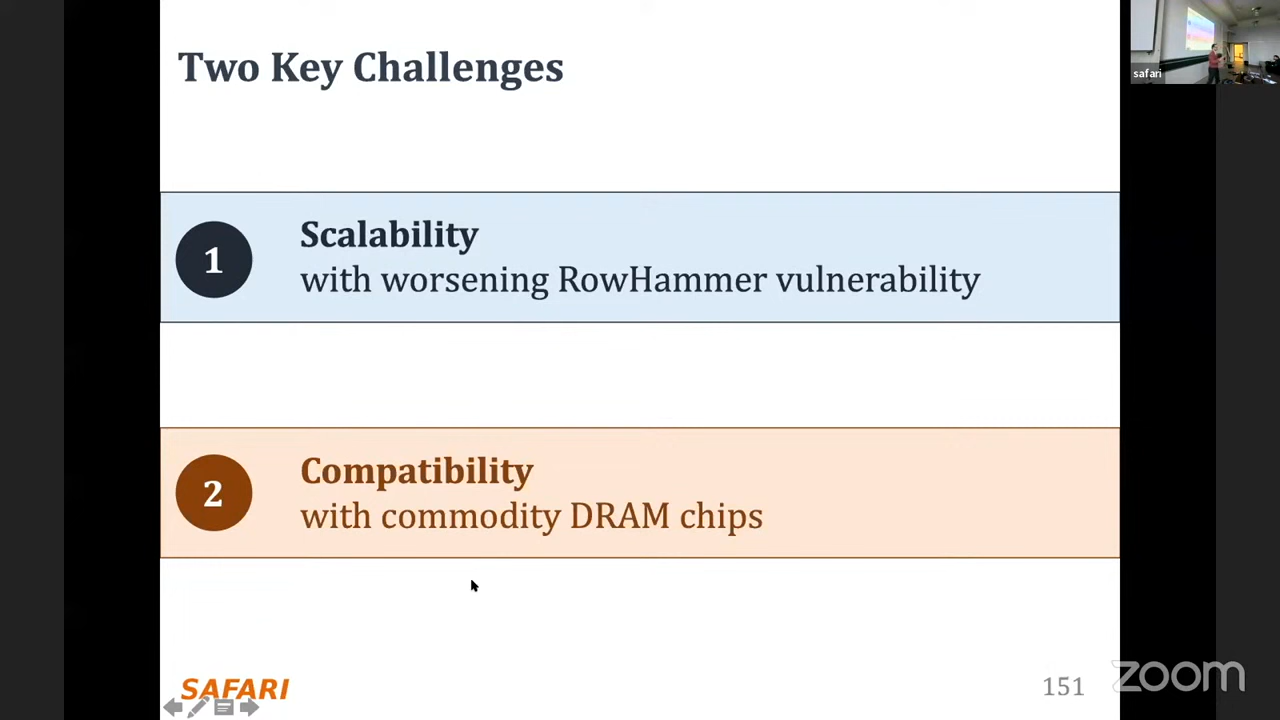 Two Key Challenges
safari
1
Scalability
with worsening RowHammer vulnerability
2
Compatibility
with commodity DRAM chips
SAFARI
151
zoom